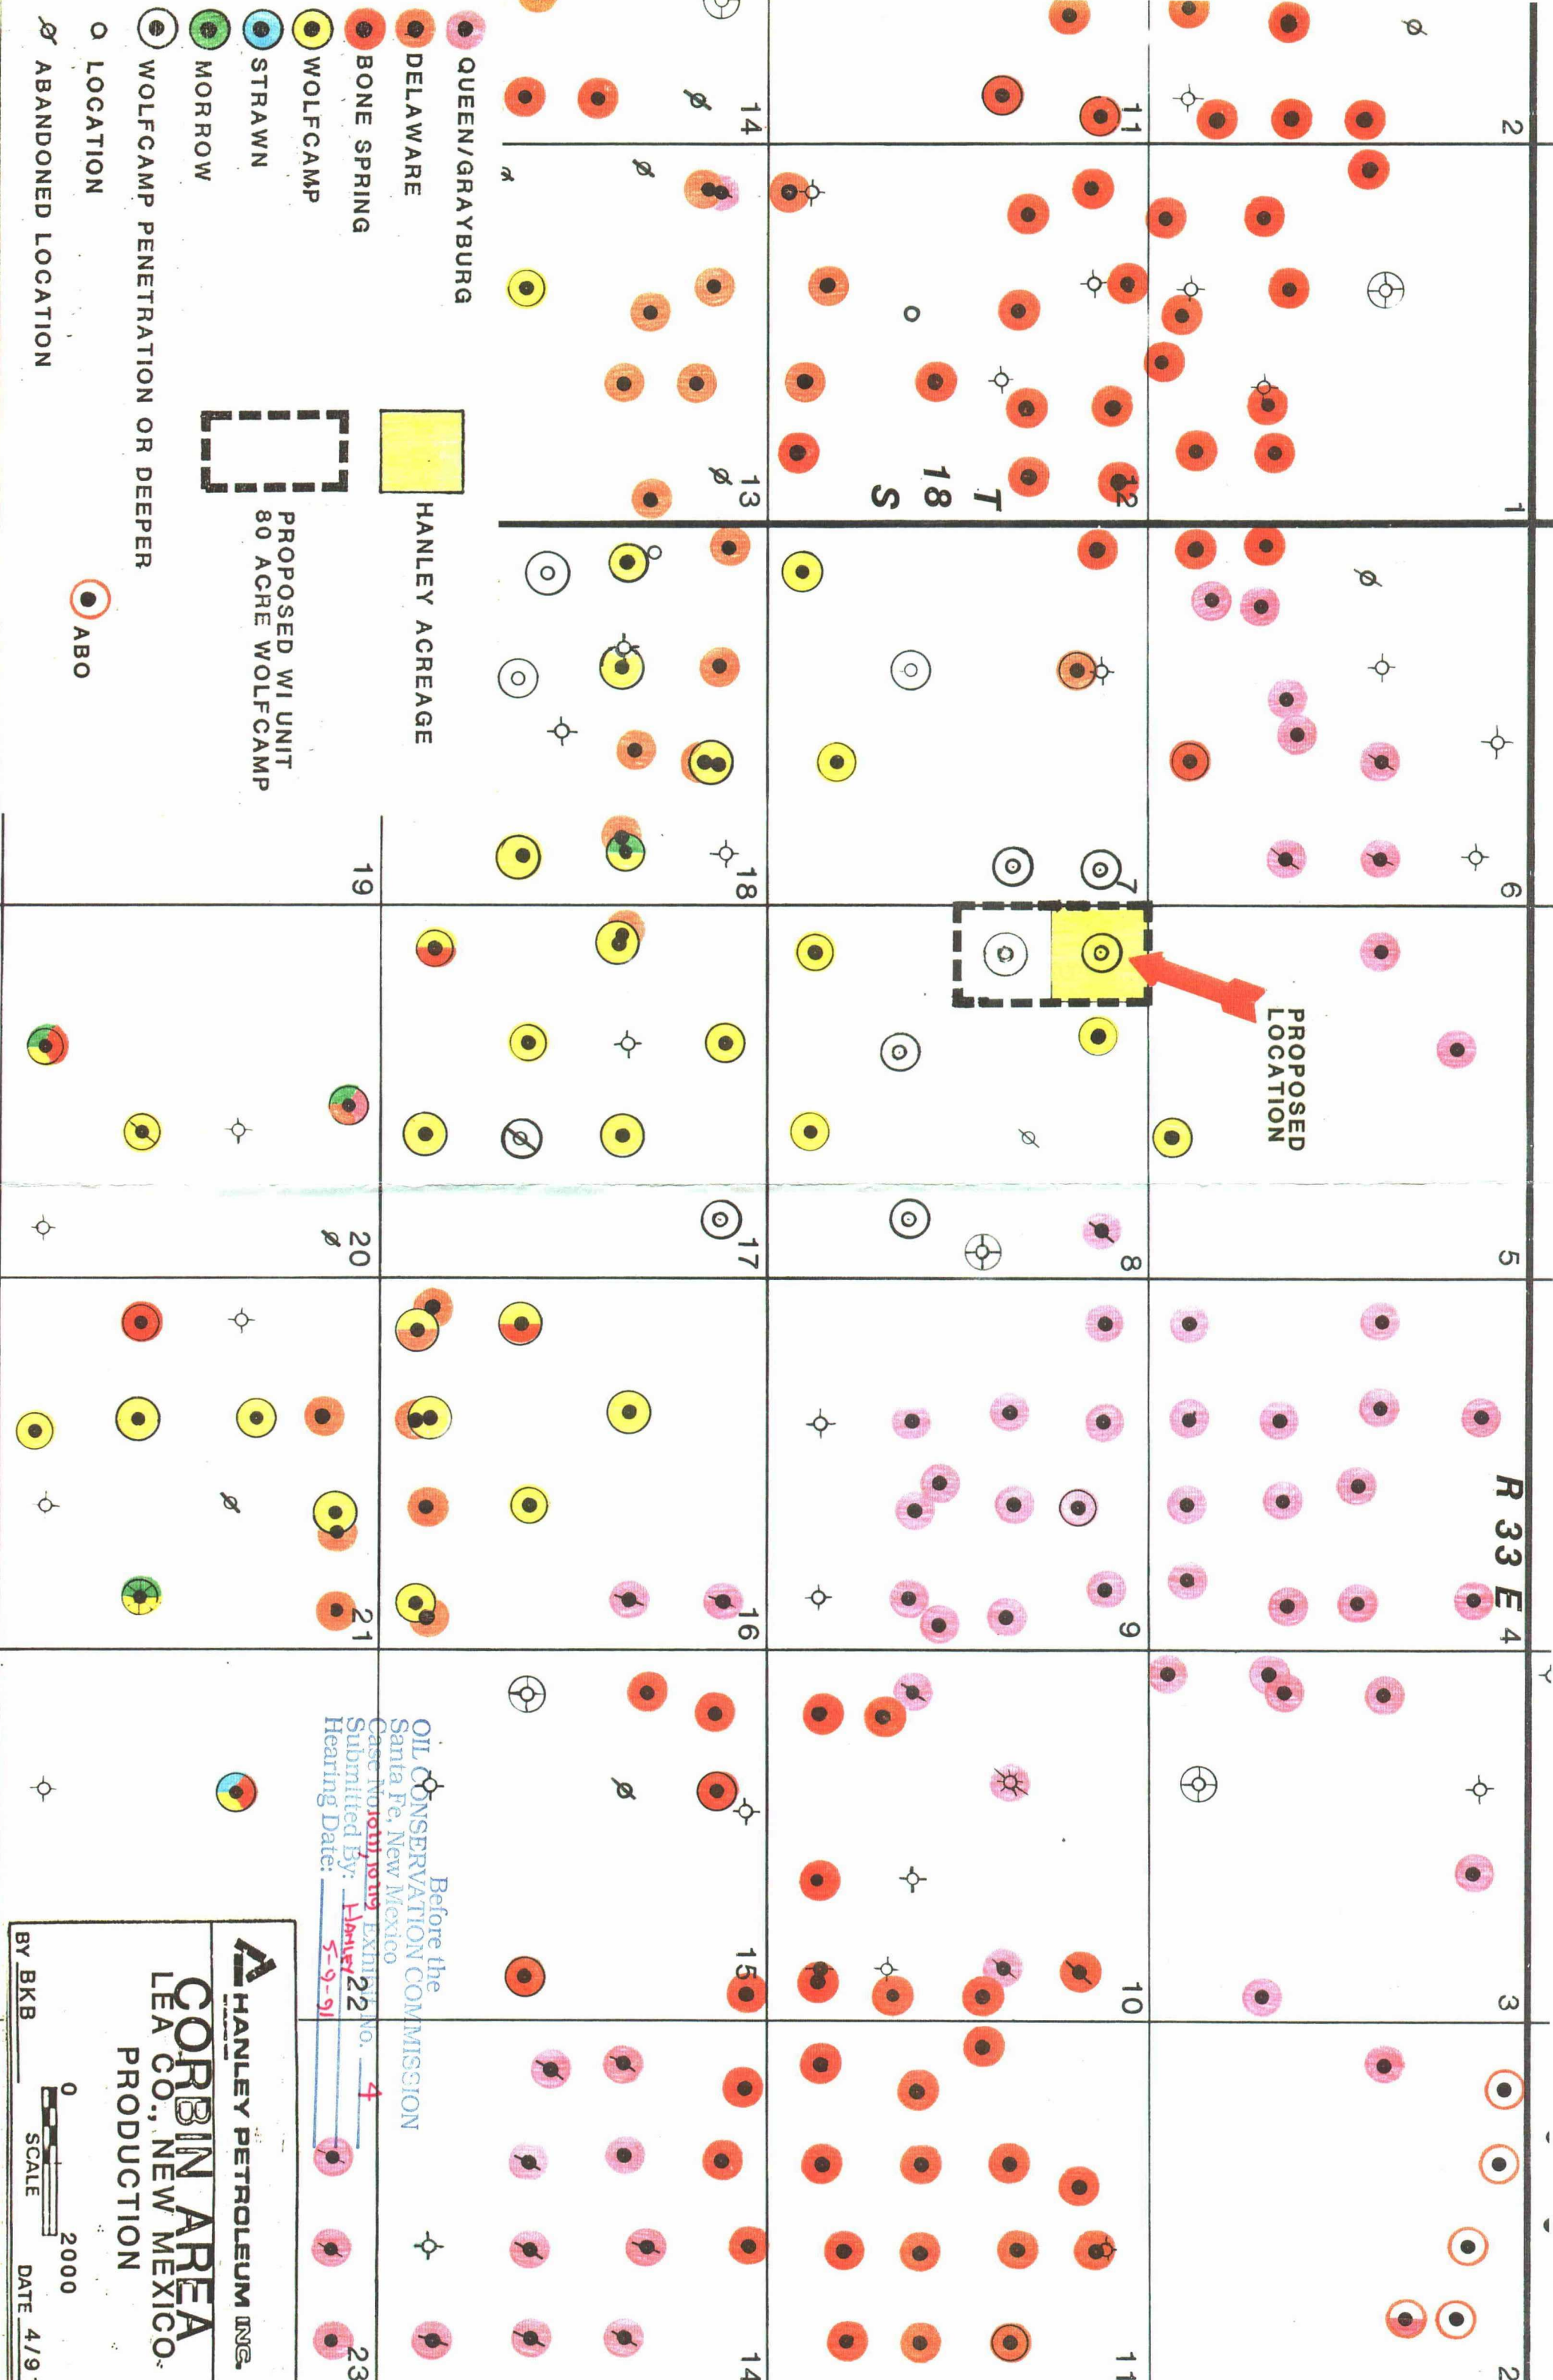 R 33 E
2
1
6
5
4
3
2
PROPOSED
LOCATION
11
12
7
8
9
10
11
T
18
S
14
13
18
17
16
15
14
19
20
21
22
23
QUEEN/GRAYBURG
DELAWARE
BONE SPRING
WOLFCAMP
STRAWN
MORROW
WOLFCAMP PENETRATION OR DEEPER
LOCATION
ABANDONED LOCATION
HANLEY ACREAGE
PROPOSED WI UNIT
80 ACRE WOLFCAMP
ABO
Before the
OIL CONSERVATION COMMISSION
Santa Fe, New Mexico
Case No. Exhibit No. 4
Submitted By: HANLEY
Hearing Date: 5-9-91
HANLEY PETROLEUM INC.
CORBIN AREA
LEA CO., NEW MEXICO
PRODUCTION
0 2000
SCALE
BY BKB
DATE 4/9